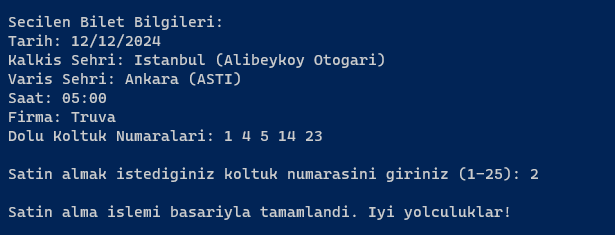 Secilen Bilet Bilgileri:
Tarih: 12/12/2024
Kalkis Sehri: Istanbul (Alibeykoy Otogari)
Varis Sehri: Ankara (ASTI)
Saat: 05:00
Firma: Truva
Dolu Koltuk Numaralari: 1 4 5 14 23
Satin almak istediginiz koltuk numarasini giriniz (1-25): 2
Satin alma islemi basariyla tamamlandi. Iyi yolculuklar!